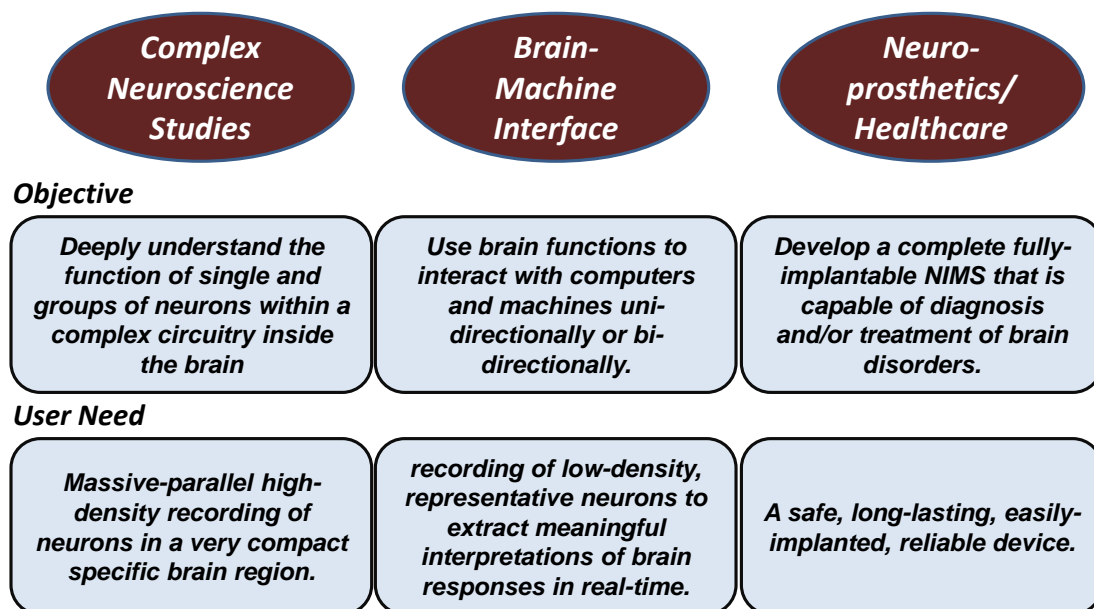 Complex
Neuroscience
Studies
Brain-
Machine
Interface
Neuro-
prosthetics/
Healthcare
Objective
Deeply understand the
function of single and
groups of neurons within a
complex circuitry inside
the brain
Use brain functions to
interact with computers
and machines uni-
directionally or bi-
directionally.
Develop a complete fully-
implantable NIMS that is
capable of diagnosis
and/or treatment of brain
disorders.
User Need
Massive-parallel high-
density recording of
neurons in a very compact
specific brain region.
recording of low-density,
representative neurons to
extract meaningful
interpretations of brain
responses in real-time.
A safe, long-lasting, easily-
implanted, reliable device.